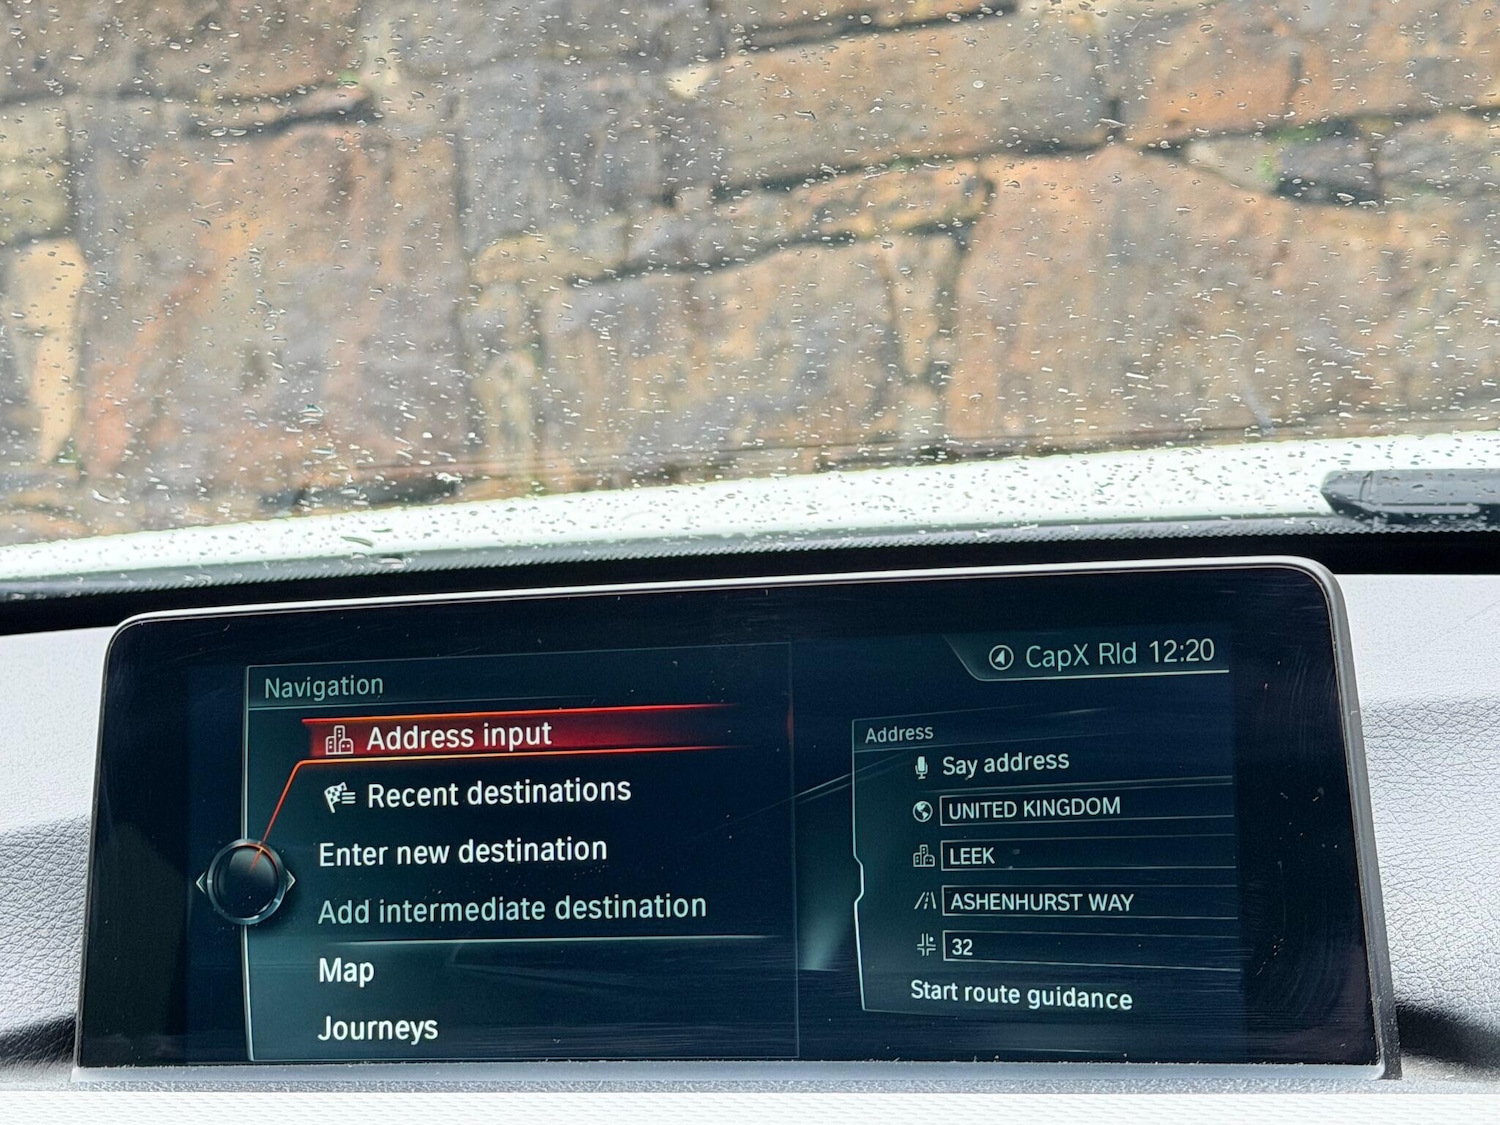 CapX Rld 12:20
Navigation
Address input
Recent destinations
Enter new destination
Add intermediate destination
Map
Journeys
Address
Say address
UNITED KINGDOM
LEEK
ASHENHURST WAY
32
Start route guidance